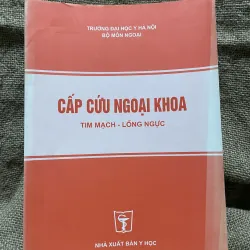 TRƯỜNG ĐẠI HỌC Y HÀ NỘI
BỘ MÔN NGOẠI
CẤP CỨU NGOẠI KHOA
TIM MẠCH - LỒNG NGỰC
NHÀ XUẤT BẢN Y HỌC